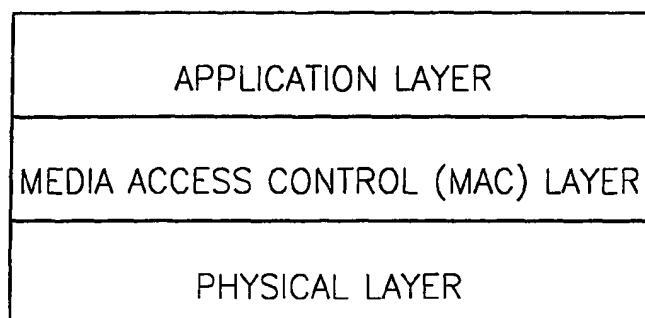 APPLICATION LAYER
MEDIA ACCESS CONTROL (MAC) LAYER
PHYSICAL LAYER